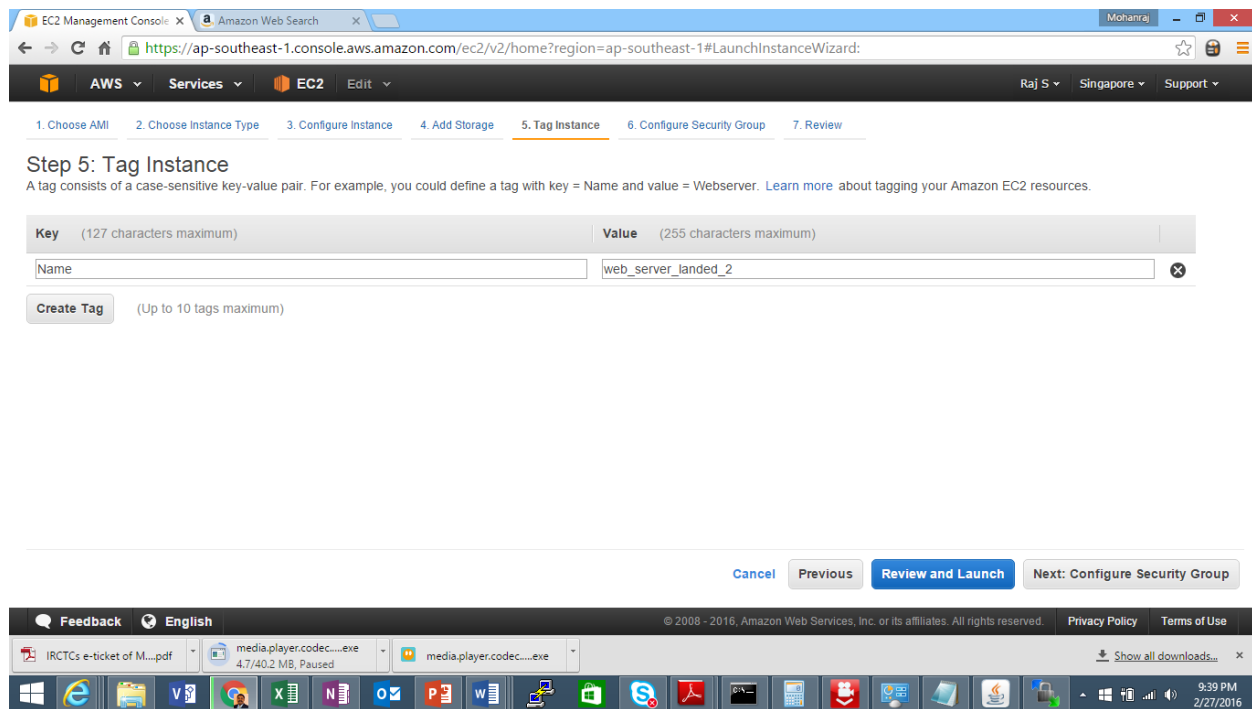 EC2 Management Console
Amazon Web Search
Mohanraj
https://ap-southeast-1.console.aws.amazon.com/ec2/v2/home?region=ap-southeast-1#LaunchInstanceWizard:
AWS Services EC2 Edit Raj S Singapore Support
1. Choose AMI 2. Choose Instance Type 3. Configure Instance 4. Add Storage 5. Tag Instance 6. Configure Security Group 7. Review
Step 5: Tag Instance
A tag consists of a case-sensitive key-value pair. For example, you could define a tag with key = Name and value = Webserver. Learn more about tagging your Amazon EC2 resources.
Key (127 characters maximum) Value (255 characters maximum)
Name web_server_landed_2
Create Tag (Up to 10 tags maximum)
Cancel Previous Review and Launch Next: Configure Security Group
Feedback English © 2008 - 2016, Amazon Web Services, Inc. or its affiliates. All rights reserved. Privacy Policy Terms of Use
IRCTCs e-ticket of M....pdf
media.player.codec.....exe
4.7/40.2 MB, Paused
media.player.codec.....exe
Show all downloads...
9:39 PM
2/27/2016